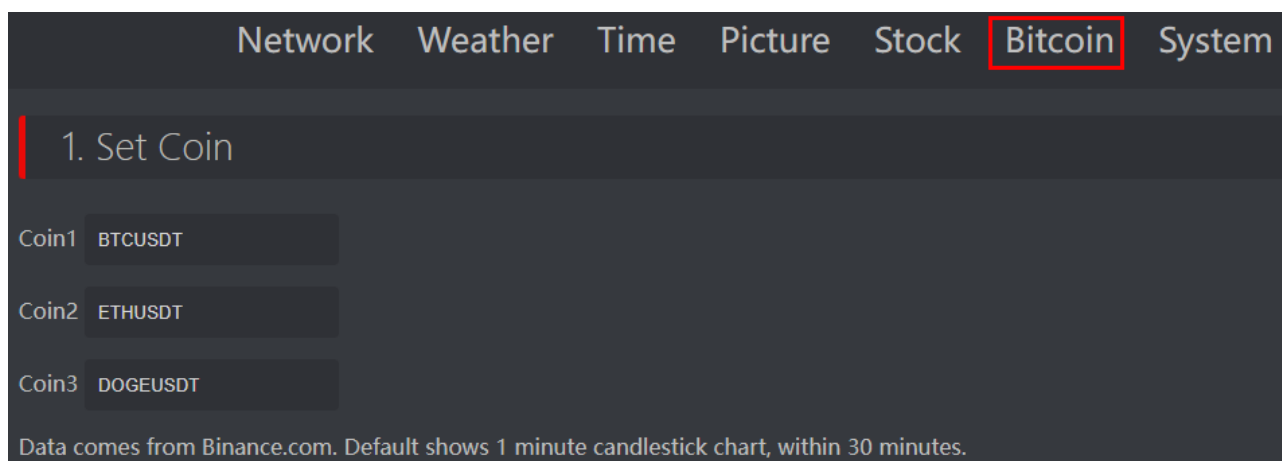 Network Weather Time Picture Stock Bitcoin System
1. Set Coin
Coin1 BTCUSDT
Coin2 ETHUSDT
Coin3 DOGEUSDT
Data comes from Binance.com. Default shows 1 minute candlestick chart, within 30 minutes.